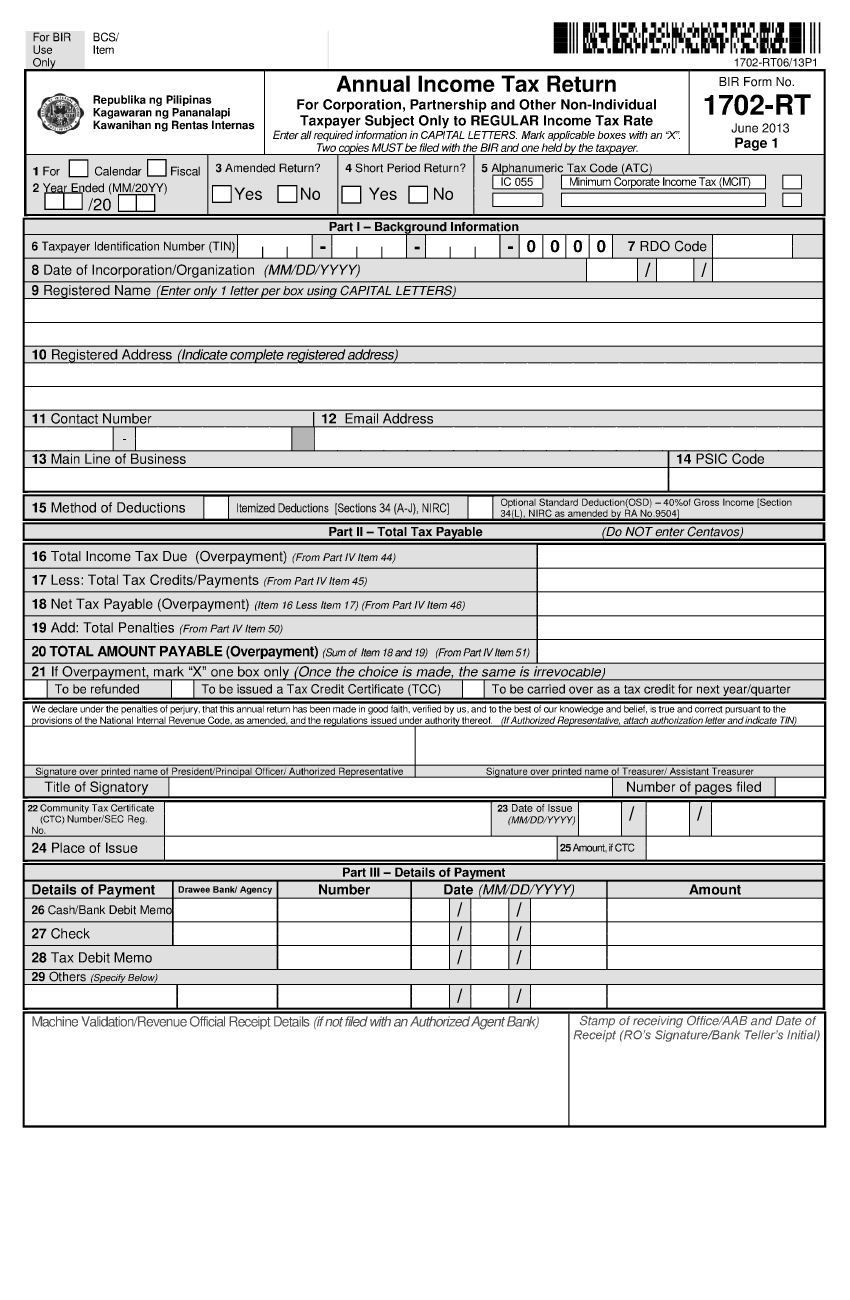 For BIR BCS/
Use Item
Only
1702-RT06/13P1
Republika ng Pilipinas
Kagawaran ng Pananalapi
Kawanihan ng Rentas Internas
Annual Income Tax Return
For Corporation, Partnership and Other Non-Individual
Taxpayer Subject Only to REGULAR Income Tax Rate
Enter all required information in CAPITAL LETTERS. Mark applicable boxes with an “X”.
Two copies MUST be filed with the BIR and one held by the taxpayer.
BIR Form No.
1702-RT
June 2013
Page 1
1 For Calendar Fiscal
2 Year Ended (MM/20YY)
/20
3 Amended Return?
Yes No
4 Short Period Return?
Yes No
5 Alphanumeric Tax Code (ATC)
IC 055 Minimum Corporate Income Tax (MCIT)
Part I – Background Information
6 Taxpayer Identification Number (TIN) - - - 0 0 0 0 7 RDO Code
8 Date of Incorporation/Organization (MM/DD/YYYY) / /
9 Registered Name (Enter only 1 letter per box using CAPITAL LETTERS)
10 Registered Address (Indicate complete registered address)
11 Contact Number 12 Email Address
-
13 Main Line of Business 14 PSIC Code
15 Method of Deductions Itemized Deductions [Sections 34 (A-J), NIRC] Optional Standard Deduction(OSD) – 40%of Gross Income [Section
34(L), NIRC as amended by RA No.9504]
Part II – Total Tax Payable (Do NOT enter Centavos)
16 Total Income Tax Due (Overpayment) (From Part IV Item 44)
17 Less: Total Tax Credits/Payments (From Part IV Item 45)
18 Net Tax Payable (Overpayment) (Item 16 Less Item 17) (From Part IV Item 46)
19 Add: Total Penalties (From Part IV Item 50)
20 TOTAL AMOUNT PAYABLE (Overpayment) (Sum of Item 18 and 19) (From Part IV Item 51)
21 If Overpayment, mark “X” one box only (Once the choice is made, the same is irrevocable)
To be refunded To be issued a Tax Credit Certificate (TCC) To be carried over as a tax credit for next year/quarter
We declare under the penalties of perjury, that this annual return has been made in good faith, verified by us, and to the best of our knowledge and belief, is true and correct pursuant to the
provisions of the National Internal Revenue Code, as amended, and the regulations issued under authority thereof. (If Authorized Representative, attach authorization letter and indicate TIN)
Signature over printed name of President/Principal Officer/ Authorized Representative Signature over printed name of Treasurer/ Assistant Treasurer
Title of Signatory Number of pages filed
22 Community Tax Certificate
(CTC) Number/SEC Reg.
No.
23 Date of Issue
(MM/DD/YYYY) / /
24 Place of Issue 25 Amount, if CTC
Part III – Details of Payment
Details of Payment Drawee Bank/ Agency Number Date (MM/DD/YYYY) Amount
26 Cash/Bank Debit Memo / /
27 Check / /
28 Tax Debit Memo / /
29 Others (Specify Below)
/ /
Machine Validation/Revenue Official Receipt Details (if not filed with an Authorized Agent Bank)
Stamp of receiving Office/AAB and Date of
Receipt (RO’s Signature/Bank Teller’s Initial)